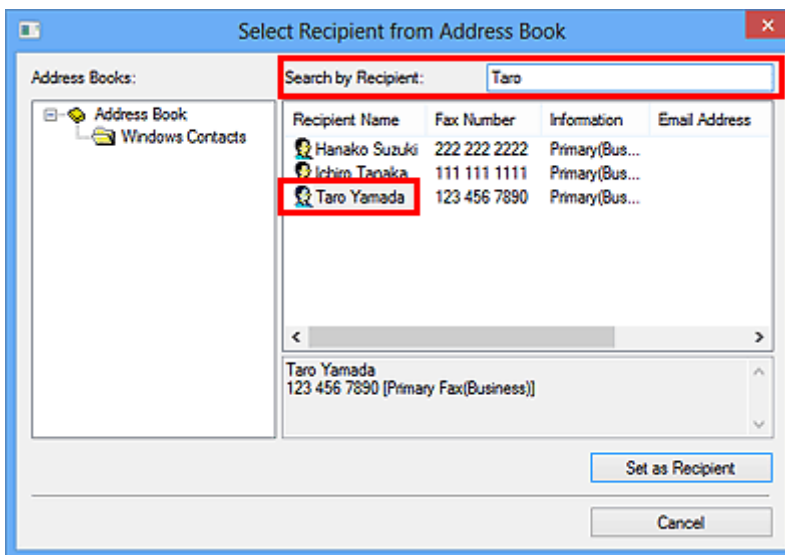 Select Recipient from Address Book
Address Books:
Address Book
Windows Contacts
Search by Recipient: Taro
Recipient Name Fax Number Information Email Address
Hanako Suzuki 222 222 2222 Primary(Bus...
Ichiro Tanaka 111 111 1111 Primary(Bus...
Taro Yamada 123 456 7890 Primary(Bus...
Taro Yamada
123 456 7890 [Primary Fax(Business)]
Set as Recipient
Cancel